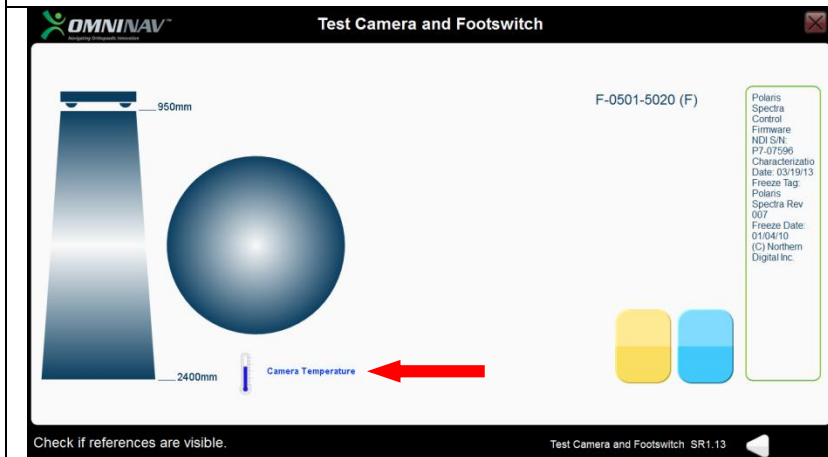 OMNINAV™
Navigating Orthopaedic Innovation
Test Camera and Footswitch
950mm
2400mm
Camera Temperature
F-0501-5020 (F)
Polaris
Spectra
Control
Firmware
NDI S/N:
P7-07596
Characterizatio
Date: 03/19/13
Freeze Tag:
Polaris
Spectra Rev
007
Freeze Date:
01/04/10
(C) Northern
Digital Inc.
Check if references are visible.
Test Camera and Footswitch SR1.13